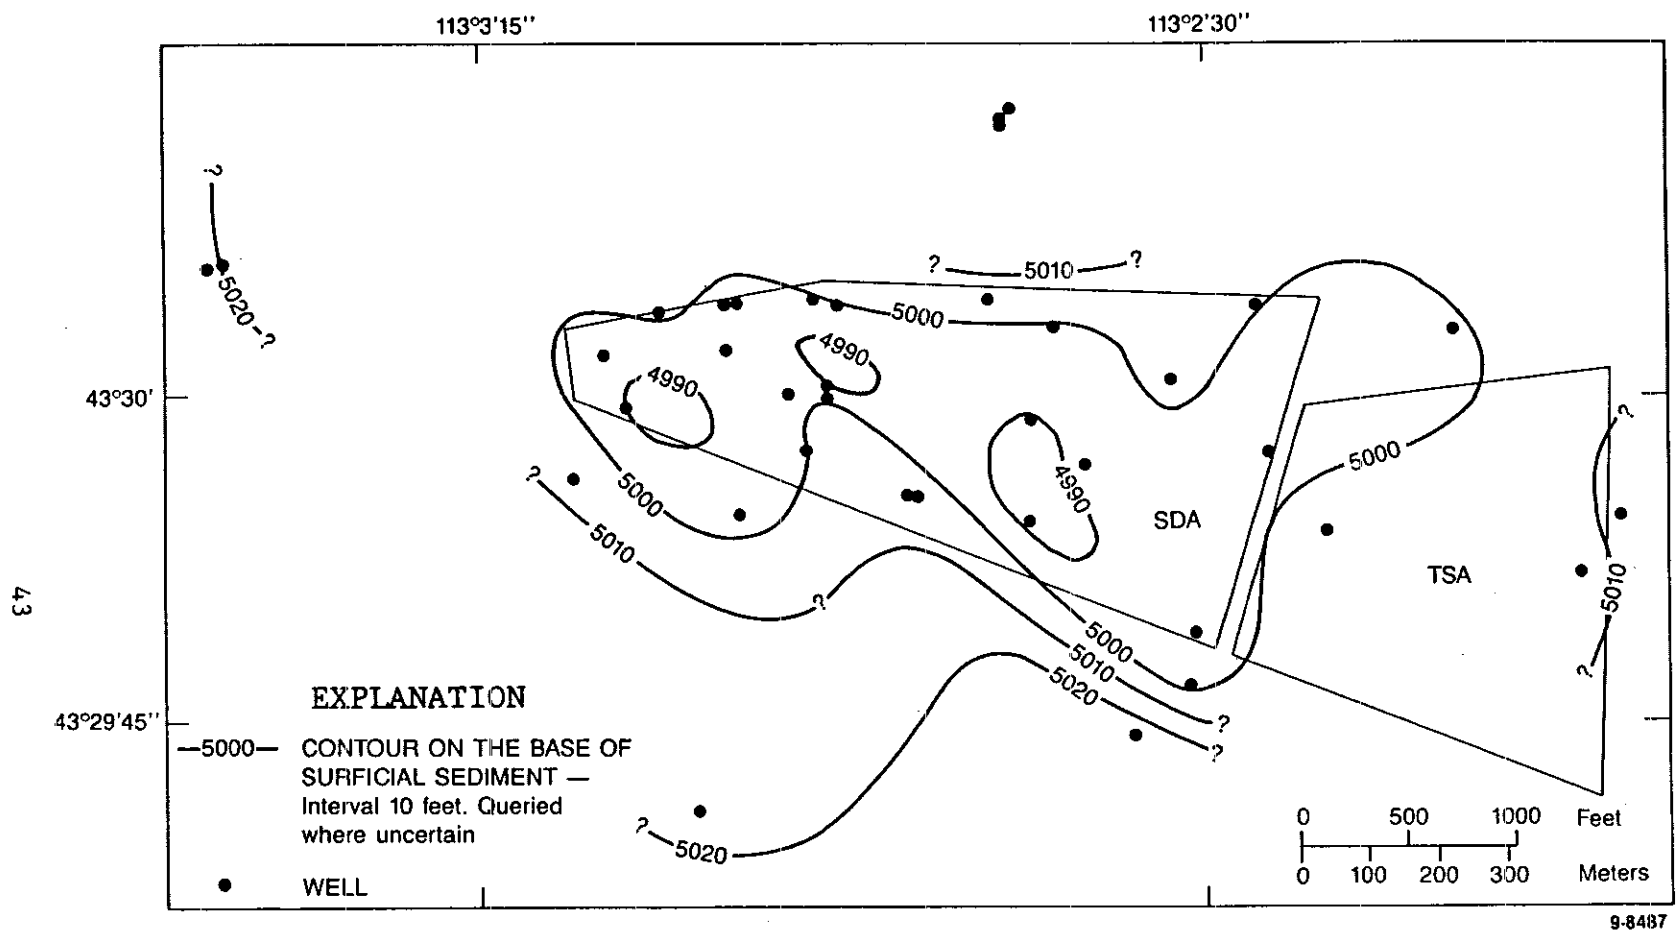 113°3'15" 113°2'30"
?
5020
?
? 5010 ?
5000
4990
4990
43°30'
?
5000
?
5000
4990
SDA
5010
TSA
5010
?
43
5000
5010
5020
?
EXPLANATION
?
43°29'45"
?
—5000— CONTOUR ON THE BASE OF
SURFICIAL SEDIMENT —
Interval 10 feet. Queried
where uncertain
0 500 1000 Feet
? 5020
0 100 200 300 Meters
WELL
9-8487